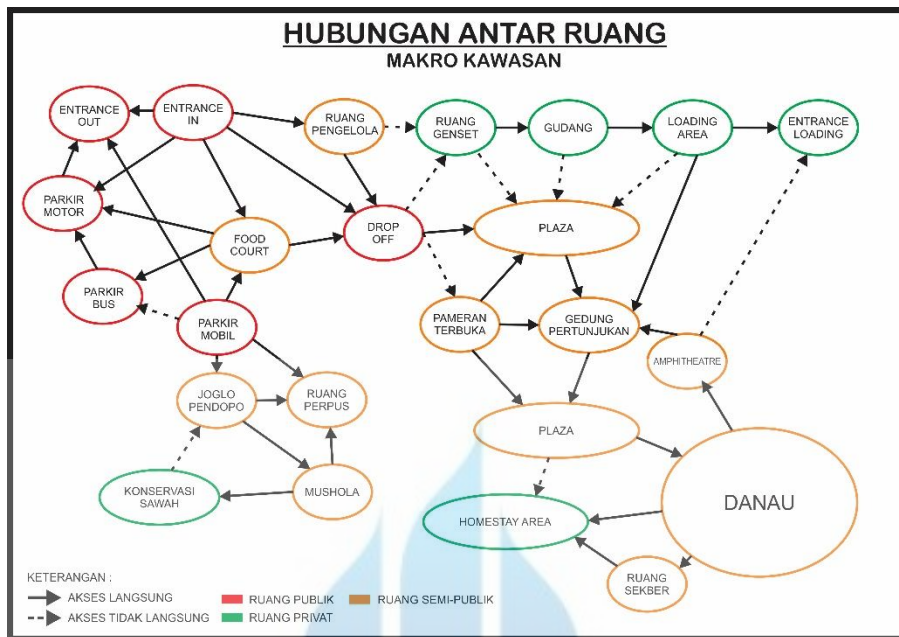 HUBUNGAN ANTAR RUANG
MAKRO KAWASAN
ENTRANCE
OUT
ENTRANCE
IN
RUANG
PENGELOLA
RUANG
GENSET
GUDANG
LOADING
AREA
ENTRANCE
LOADING
PARKIR
MOTOR
FOOD
COURT
DROP
OFF
PLAZA
PARKIR
BUS
PARKIR
MOBIL
PAMERAN
TERBUKA
GEDUNG
PERTUNJUKAN
AMPHITHEATRE
JOGLO
PENDOPO
RUANG
PERPUS
PLAZA
KONSERVASI
SAWAH
MUSHOLA
HOMESTAY AREA
DANAU
RUANG
SEKBER
KETERANGAN :
AKSES LANGSUNG
RUANG PUBLIK
RUANG SEMI-PUBLIK
AKSES TIDAK LANGSUNG
RUANG PRIVAT